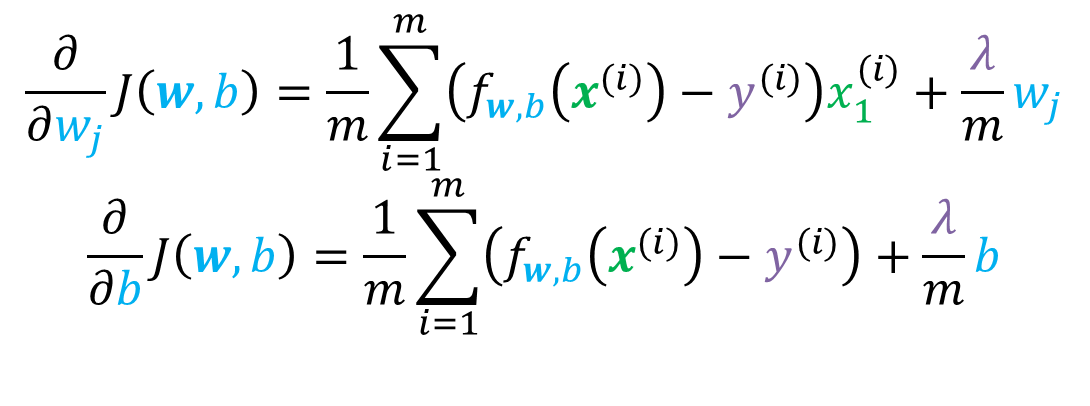 ∂/∂w_j J(w, b) = 1/m ∑_{i=1}^{m} (f_{w,b}(x^{(i)}) − y^{(i)}) x_1^{(i)} + λ/m w_j
∂/∂b J(w, b) = 1/m ∑_{i=1}^{m} (f_{w,b}(x^{(i)}) − y^{(i)}) + λ/m b